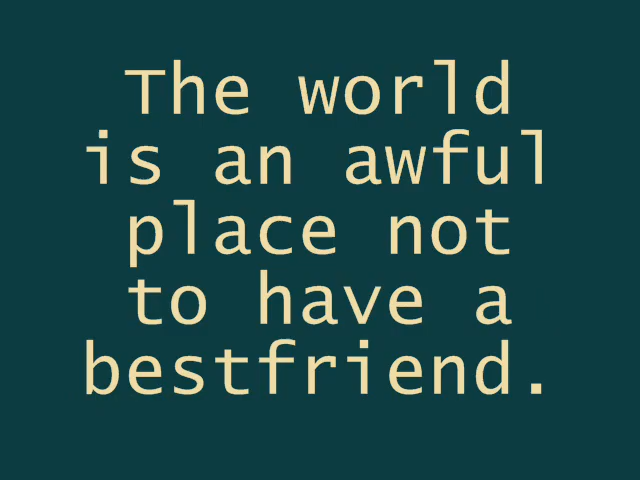 The world
is an awful
place not
to have a
bestfriend.